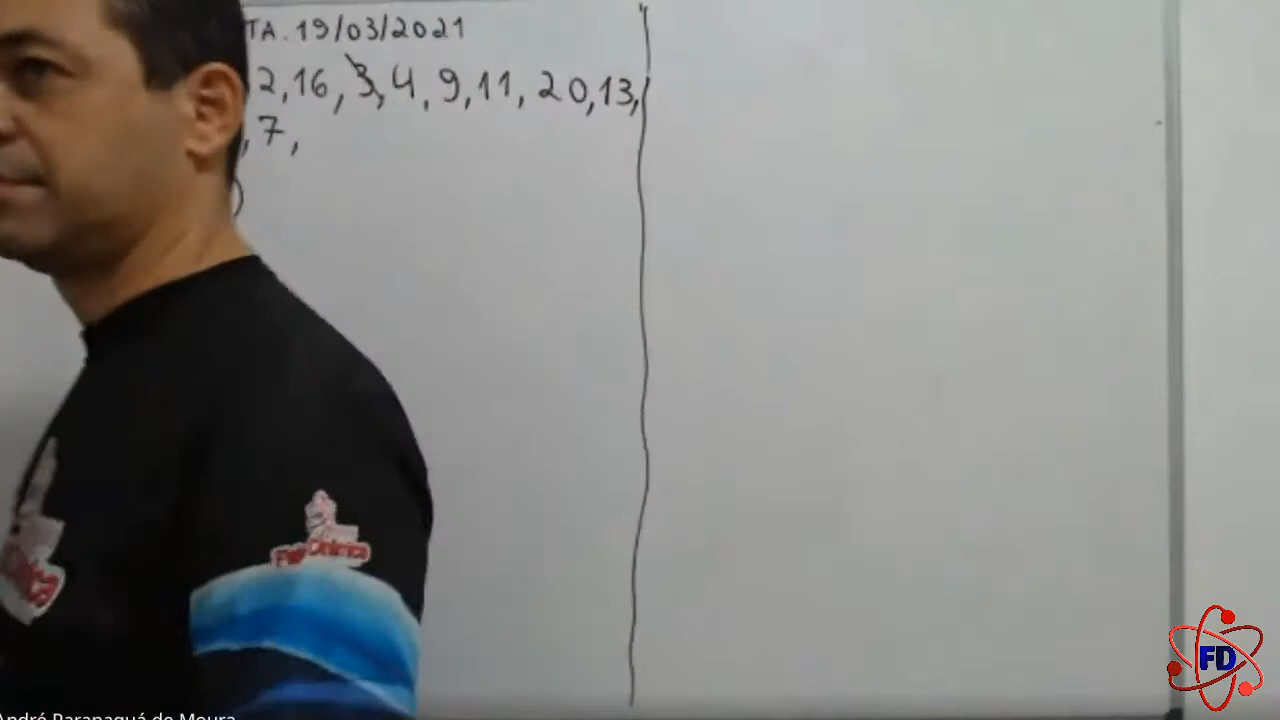 TA. 19/03/2021
2, 16, 3, 4, 9, 11, 20, 13,
, 7,
)
FD
André Paranaguá de Moura